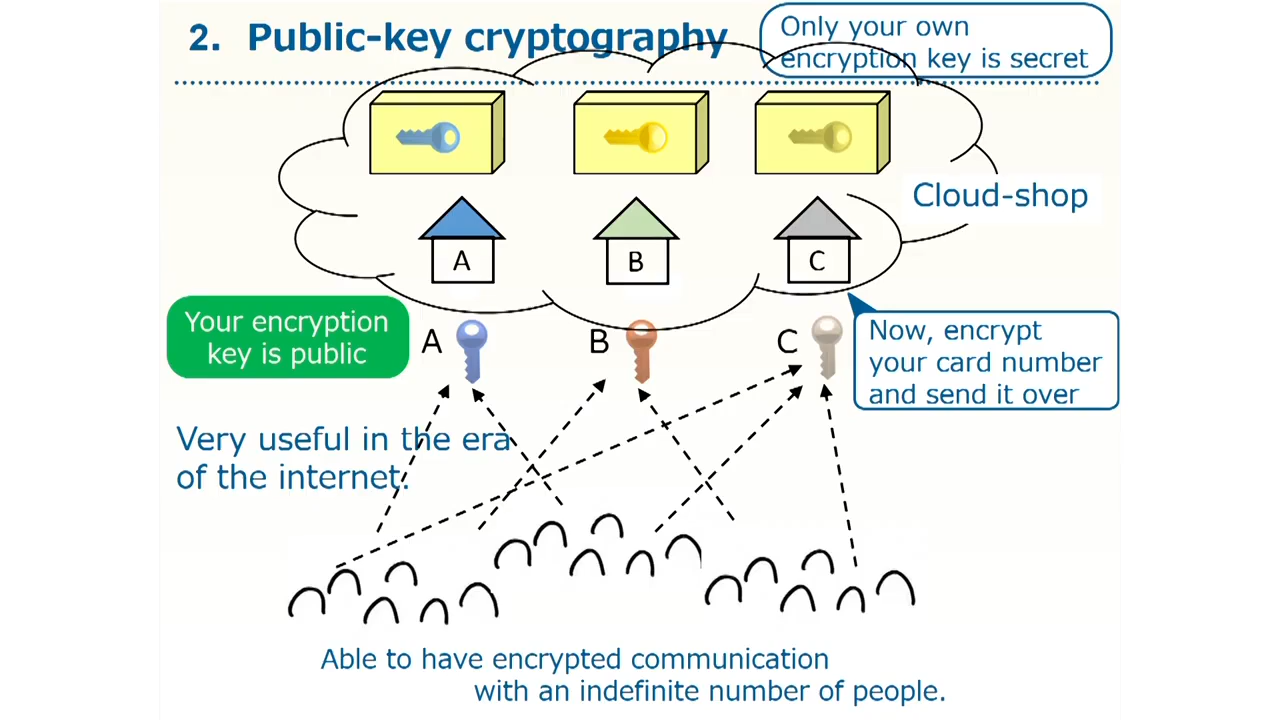 2. Public-key cryptography
Only your own
encryption key is secret
Cloud-shop
A
B
C
Your encryption
key is public
A
B
C
Now, encrypt
your card number
and send it over
Very useful in the era
of the internet.
Able to have encrypted communication
with an indefinite number of people.